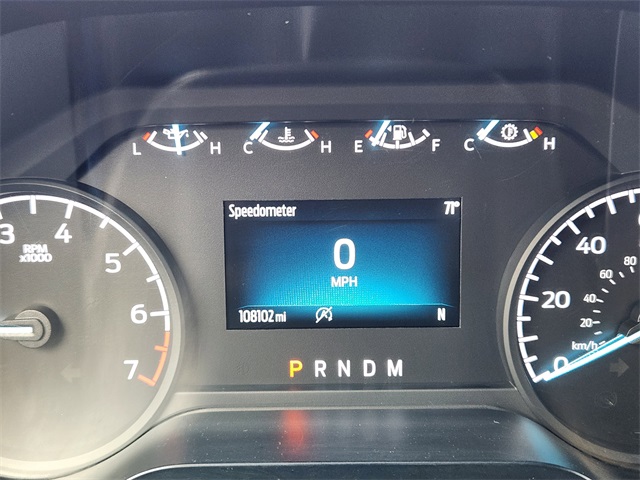 L H C H E F C H
Speedometer 71°
0
MPH
108102 mi N
P R N D M
3 4 5 6 7
RPM
x1000
40
20
0
80
60
40
20
km/h